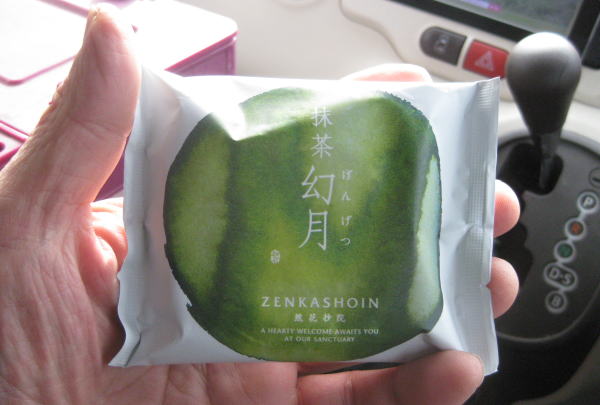 抹茶
幻月
げんげつ
ZENKASHOIN
然花抄院
A HEARTY WELCOME AWAITS YOU
AT OUR SANCTUARY
P
B